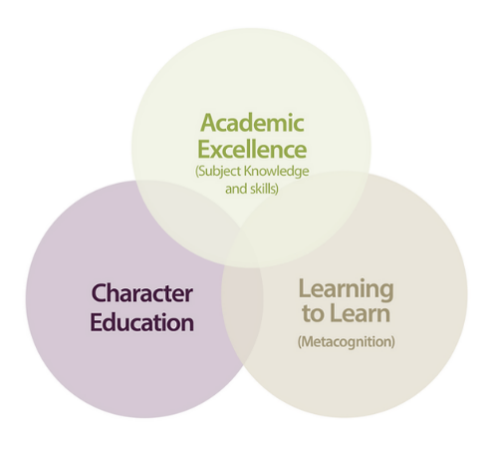 Academic
Excellence
(Subject Knowledge
and skills)
Character
Education
Learning
to Learn
(Metacognition)